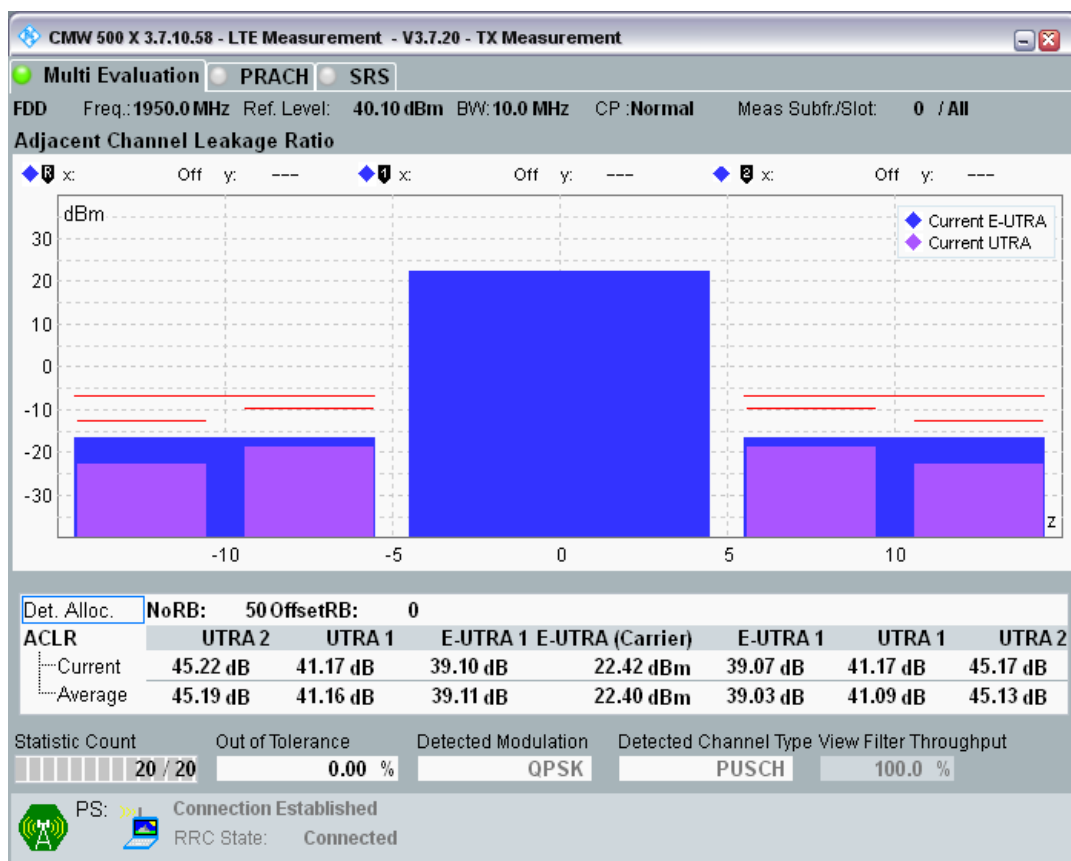 CMW 500 X 3.7.10.58 - LTE Measurement - V3.7.20 - TX Measurement
Multi Evaluation PRACH SRS
FDD Freq.: 1950.0 MHz Ref. Level: 40.10 dBm BW: 10.0 MHz CP :Normal Meas Subfr./Slot: 0 / All
Adjacent Channel Leakage Ratio
R x: Off y: --- 1 x: Off y: --- 2 x: Off y: ---
dBm
Current E-UTRA
Current UTRA
30
20
10
0
-10
-20
-30
z
-10 -5 0 5 10
Det. Alloc. NoRB: 50 OffsetRB: 0
ACLR UTRA 2 UTRA 1 E-UTRA 1 E-UTRA (Carrier) E-UTRA 1 UTRA 1 UTRA 2
Current 45.22 dB 41.17 dB 39.10 dB 22.42 dBm 39.07 dB 41.17 dB 45.17 dB
Average 45.19 dB 41.16 dB 39.11 dB 22.40 dBm 39.03 dB 41.09 dB 45.13 dB
Statistic Count Out of Tolerance Detected Modulation Detected Channel Type View Filter Throughput
20 / 20 0.00 % QPSK PUSCH 100.0 %
PS: Connection Established
RRC State: Connected